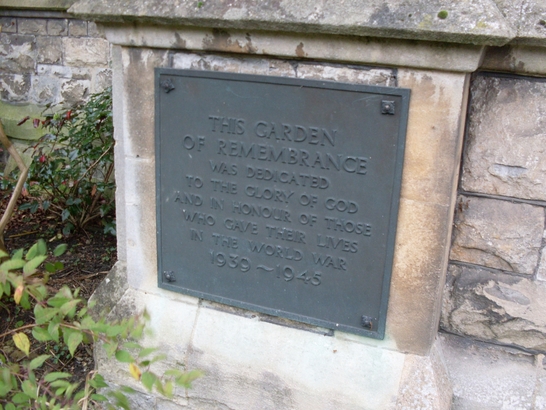 THIS GARDEN
OF REMEMBRANCE
WAS DEDICATED
TO THE GLORY OF GOD
AND IN HONOUR OF THOSE
WHO GAVE THEIR LIVES
IN THE WORLD WAR
1939 ~ 1945